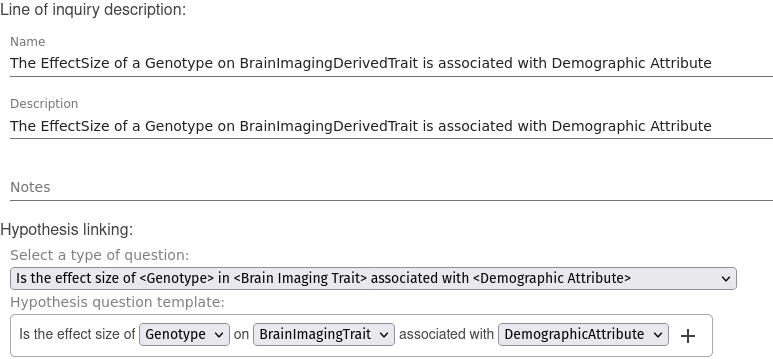 Line of inquiry description:
Name
The EffectSize of a Genotype on BrainImagingDerivedTrait is associated with Demographic Attribute
Description
The EffectSize of a Genotype on BrainImagingDerivedTrait is associated with Demographic Attribute
Notes
Hypothesis linking:
Select a type of question:
Is the effect size of <Genotype> in <Brain Imaging Trait> associated with <Demographic Attribute>
Hypothesis question template:
Is the effect size of Genotype on BrainImagingTrait associated with DemographicAttribute +